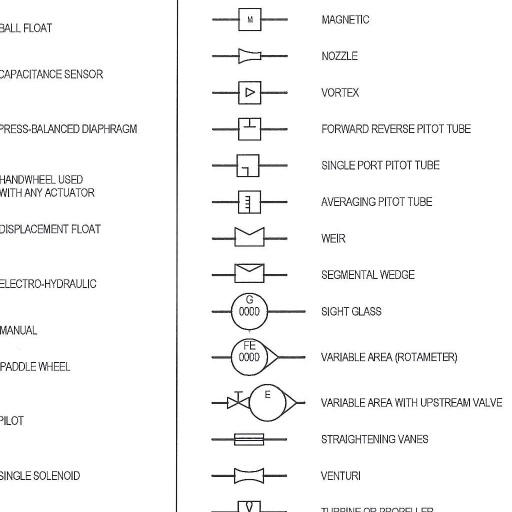 BALL FLOAT
CAPACITANCE SENSOR
PRESS-BALANCED DIAPHRAGM
HANDWHEEL USED
WITH ANY ACTUATOR
DISPLACEMENT FLOAT
ELECTRO-HYDRAULIC
MANUAL
PADDLE WHEEL
PILOT
SINGLE SOLENOID
M MAGNETIC
NOZZLE
VORTEX
FORWARD REVERSE PITOT TUBE
SINGLE PORT PITOT TUBE
AVERAGING PITOT TUBE
WEIR
SEGMENTAL WEDGE
G
0000 SIGHT GLASS
FE
0000 VARIABLE AREA (ROTAMETER)
E VARIABLE AREA WITH UPSTREAM VALVE
STRAIGHTENING VANES
VENTURI
TURBINE OR PROPELLER